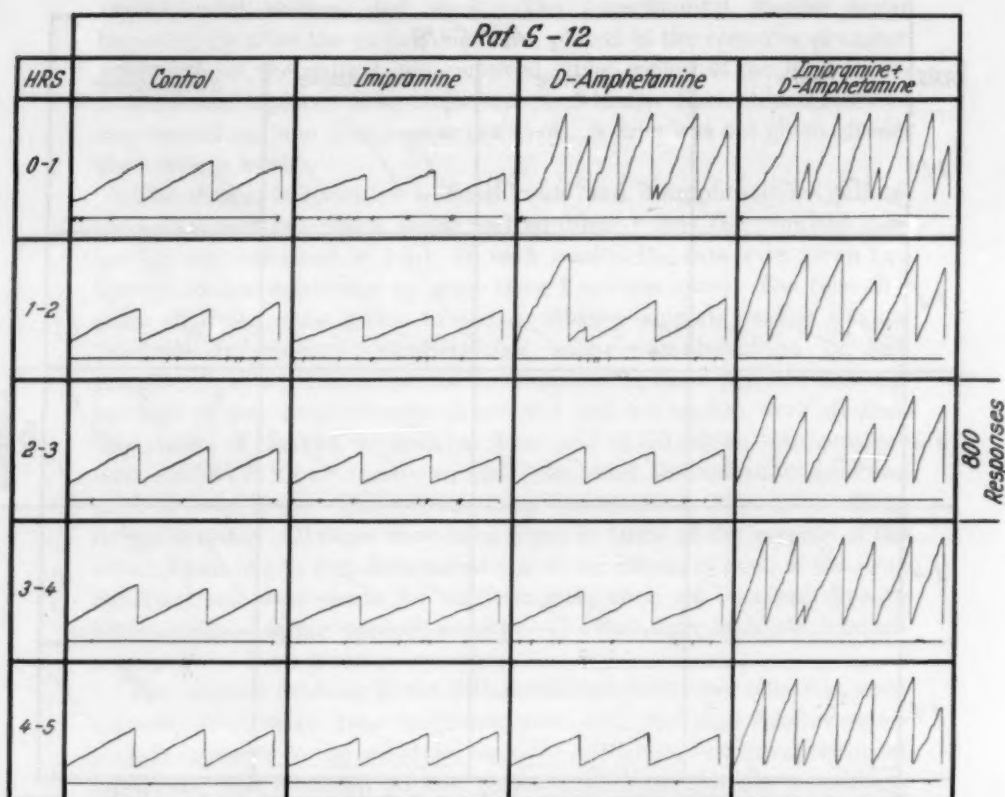 Rat S-12
HRS Control Imipramine D-Amphetamine Imipramine+
D-Amphetamine
0-1
1-2
2-3
3-4
4-5
800
Responses